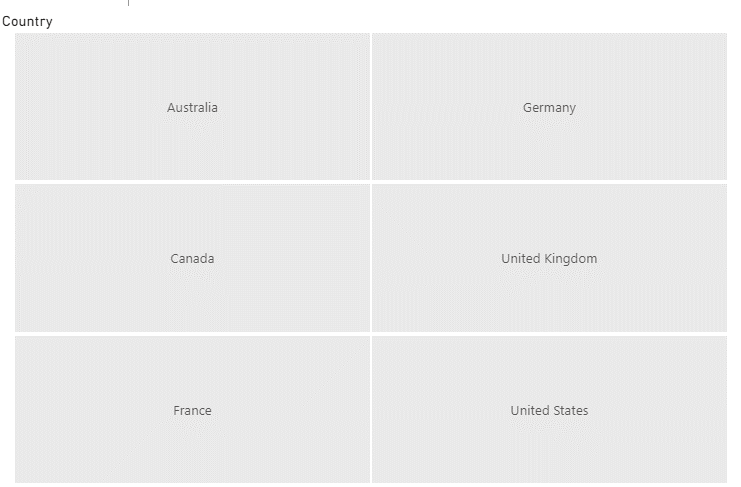 Country
Australia
Germany
Canada
United Kingdom
France
United States